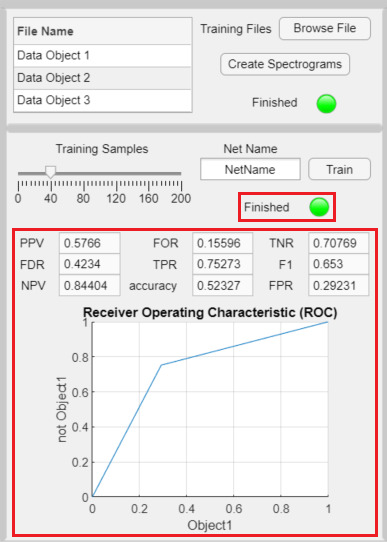 File Name
Training Files
Browse File
Data Object 1
Data Object 2
Data Object 3
Create Spectrograms
Finished
Training Samples
Net Name
NetName
Train
0 40 80 120 160 200
Finished
PPV 0.5766 FOR 0.15596 TNR 0.70769
FDR 0.4234 TPR 0.75273 F1 0.653
NPV 0.84404 accuracy 0.52327 FPR 0.29231
Receiver Operating Characteristic (ROC)
1
0.8
0.6
0.4
0.2
0
not Object1
0 0.2 0.4 0.6 0.8 1
Object1